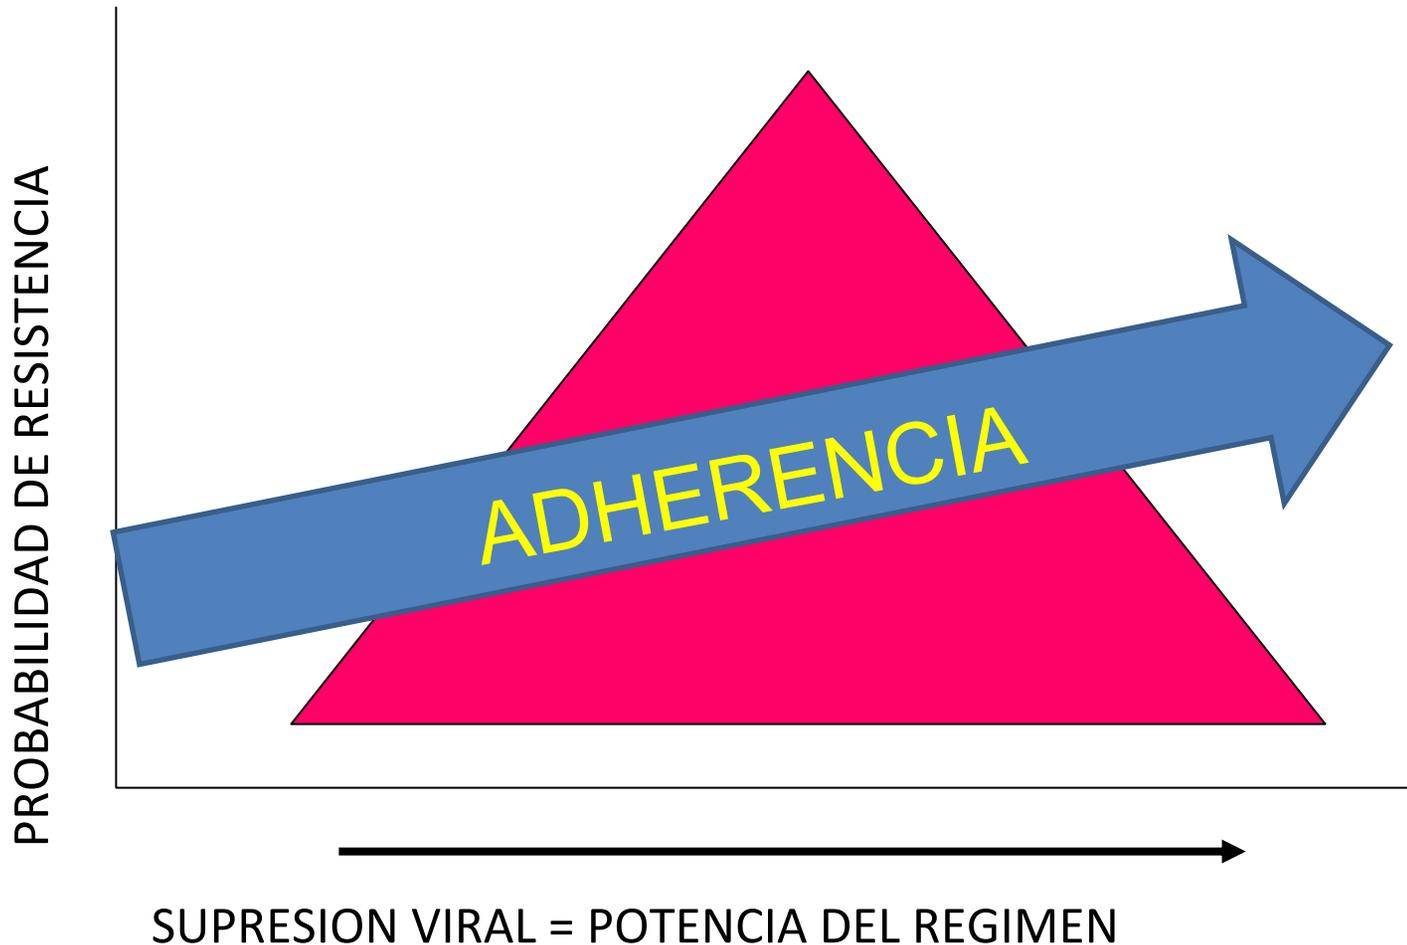 PROBABILIDAD DE RESISTENCIA
ADHERENCIA
SUPRESION VIRAL = POTENCIA DEL REGIMEN